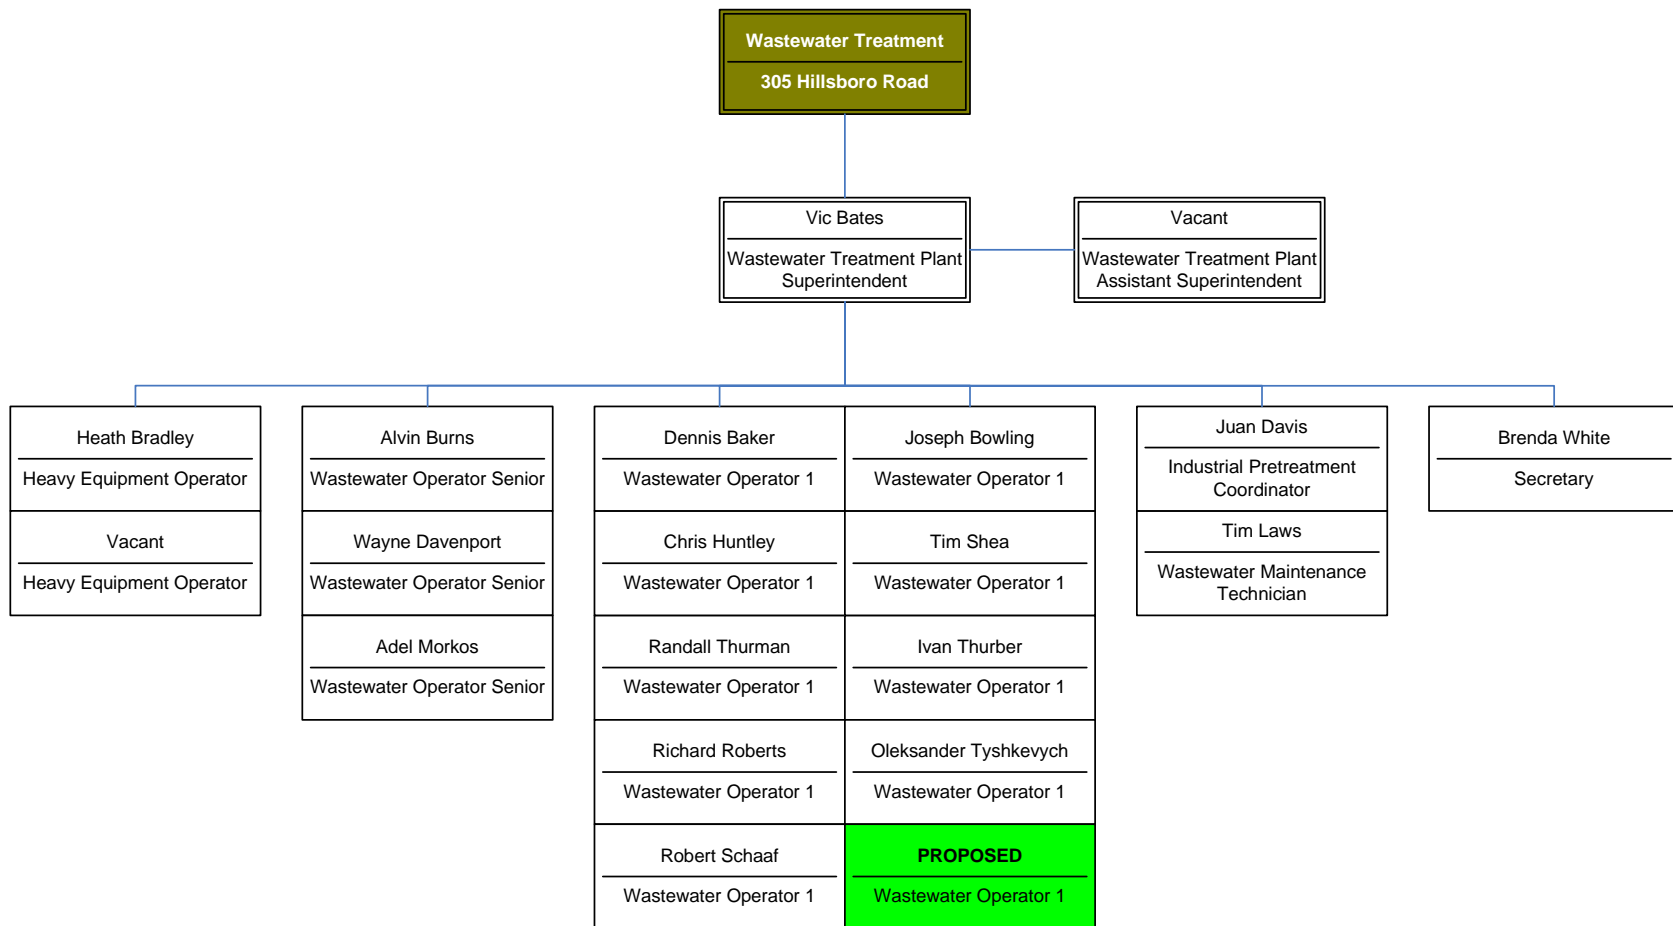 Wastewater Treatment
305 Hillsboro Road
Vic Bates
Wastewater Treatment Plant
Superintendent
Vacant
Wastewater Treatment Plant
Assistant Superintendent
Heath Bradley
Heavy Equipment Operator
Vacant
Heavy Equipment Operator
Alvin Burns
Wastewater Operator Senior
Wayne Davenport
Wastewater Operator Senior
Adel Morkos
Wastewater Operator Senior
Dennis Baker
Wastewater Operator 1
Chris Huntley
Wastewater Operator 1
Randall Thurman
Wastewater Operator 1
Richard Roberts
Wastewater Operator 1
Robert Schaaf
Wastewater Operator 1
Joseph Bowling
Wastewater Operator 1
Tim Shea
Wastewater Operator 1
Ivan Thurber
Wastewater Operator 1
Oleksander Tyshkevych
Wastewater Operator 1
PROPOSED
Wastewater Operator 1
Juan Davis
Industrial Pretreatment
Coordinator
Tim Laws
Wastewater Maintenance
Technician
Brenda White
Secretary